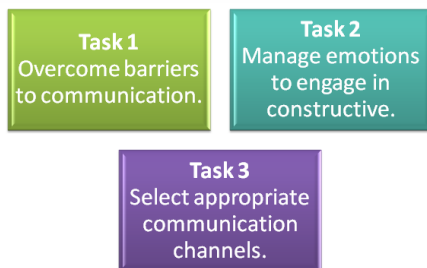 Task 1
Overcome barriers
to communication.
Task 2
Manage emotions
to engage in
constructive.
Task 3
Select appropriate
communication
channels.